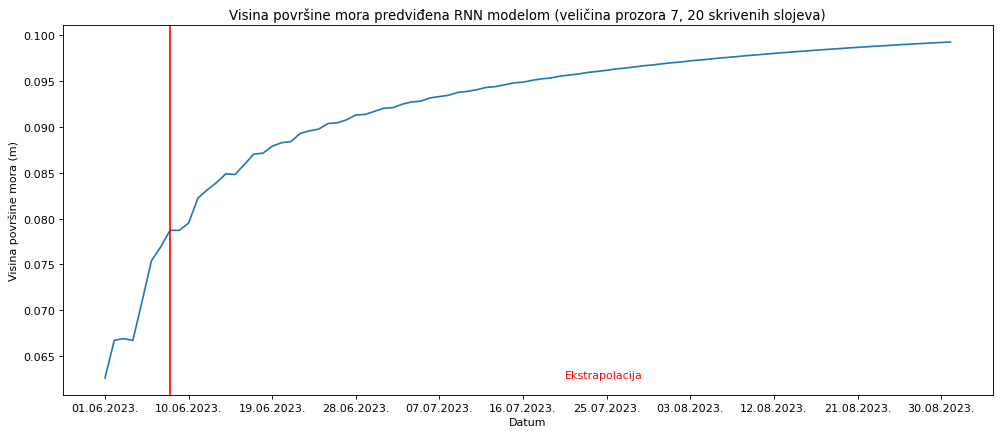 Visina površine mora predviđena RNN modelom (veličina prozora 7, 20 skrivenih slojeva)
Visina površine mora (m)
0.100
0.095
0.090
0.085
0.080
0.075
0.070
0.065
Ekstrapolacija
01.06.2023. 10.06.2023. 19.06.2023. 28.06.2023. 07.07.2023. 16.07.2023. 25.07.2023. 03.08.2023. 12.08.2023. 21.08.2023. 30.08.2023.
Datum